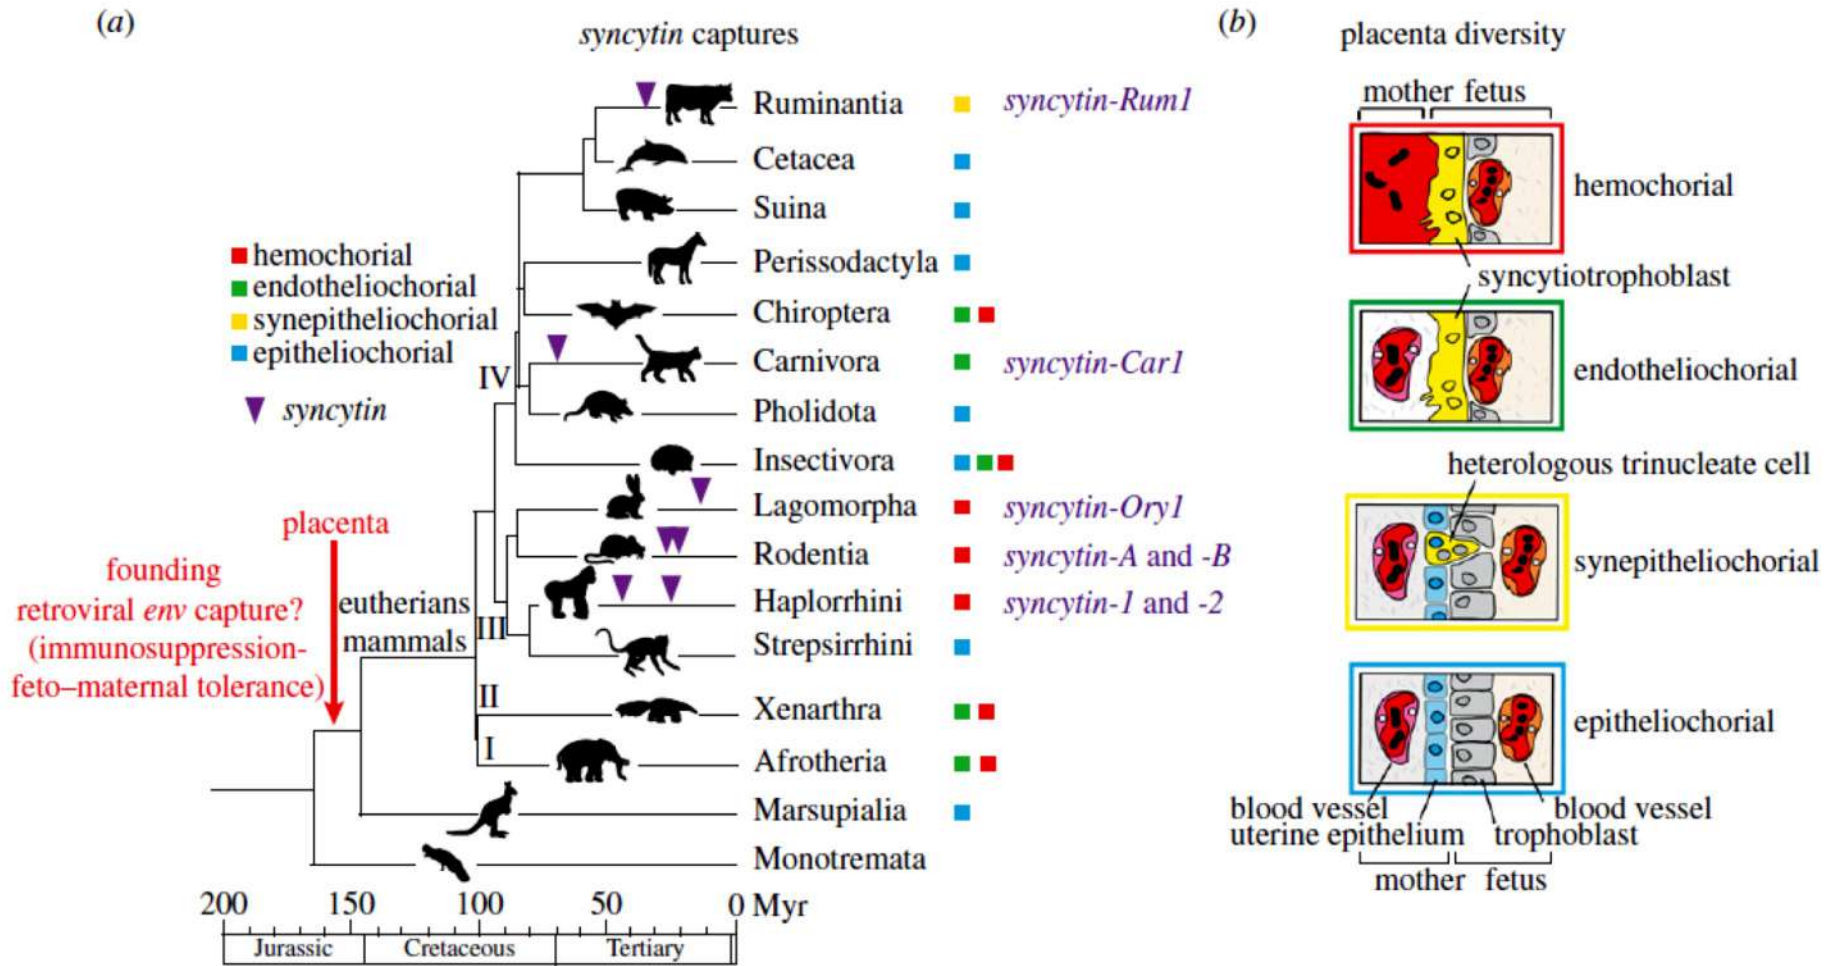 (a)
syncytin captures
Ruminantia
syncytin-Rum1
Cetacea
Suina
hemochorial
endotheliochorial
synepitheliochorial
epitheliochorial
syncytin
Perissodactyla
Chiroptera
Carnivora
syncytin-Car1
IV
Pholidota
Insectivora
Lagomorpha
syncytin-Ory1
Rodentia
syncytin-A and -B
Haplorrhini
syncytin-1 and -2
Strepsirrhini
III
placenta
founding
retroviral env capture?
(immunosuppression-
feto–maternal tolerance)
eutherians
mammals
II
Xenarthra
I
Afrotheria
Marsupialia
Monotremata
200
150
100
50
0 Myr
Jurassic
Cretaceous
Tertiary
(b)
placenta diversity
mother fetus
hemochorial
syncytiotrophoblast
endotheliochorial
heterologous trinucleate cell
synepitheliochorial
epitheliochorial
blood vessel
blood vessel
uterine epithelium
trophoblast
mother
fetus